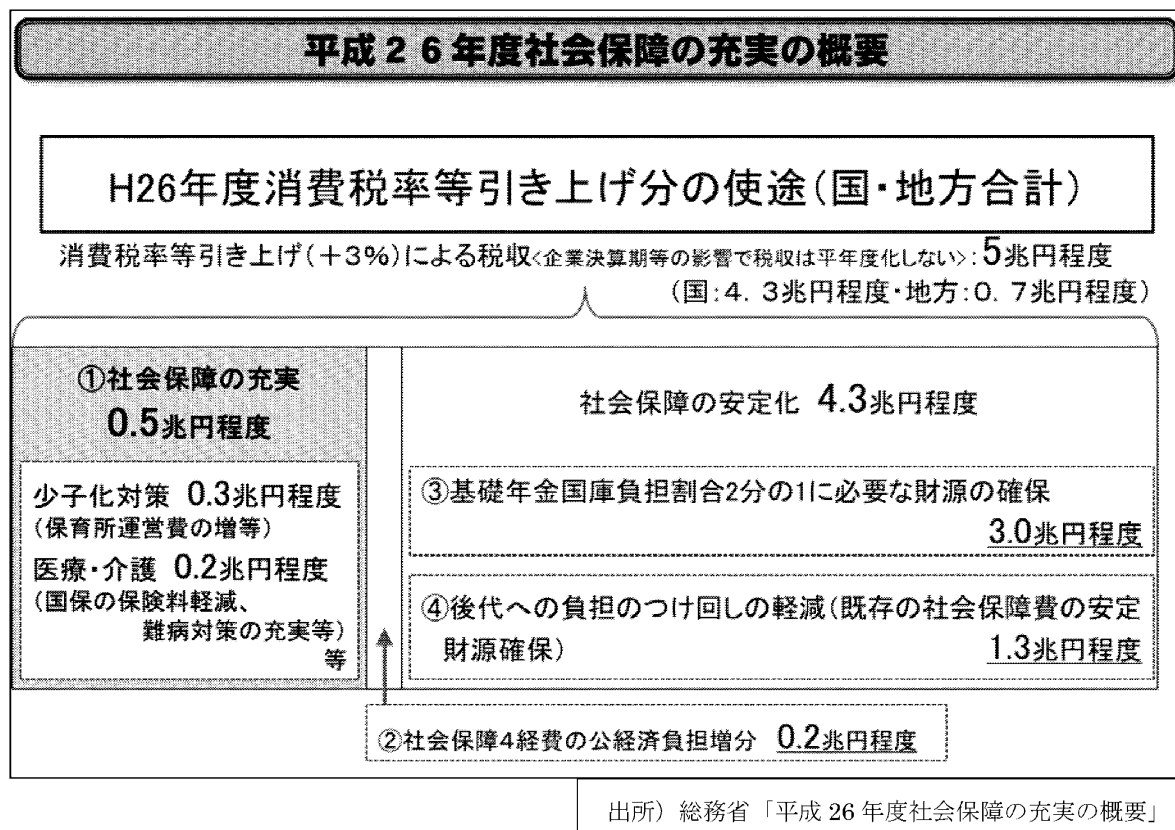 平成２６年度社会保障の充実の概要
H26年度消費税率等引き上げ分の使途(国・地方合計)
消費税率等引き上げ(+3%)による税収<企業決算期等の影響で税収は平年度化しない>:5兆円程度
(国:4.3兆円程度・地方:0.7兆円程度)
①社会保障の充実
0.5兆円程度
少子化対策 0.3兆円程度
(保育所運営費の増等)
医療・介護 0.2兆円程度
(国保の保険料軽減、
難病対策の充実等)
等
社会保障の安定化 4.3兆円程度
③基礎年金国庫負担割合2分の1に必要な財源の確保
3.0兆円程度
④後代への負担のつけ回しの軽減(既存の社会保障費の安定
財源確保) 1.3兆円程度
②社会保障4経費の公経済負担増分 0.2兆円程度
出所）総務省「平成 26 年度社会保障の充実の概要」